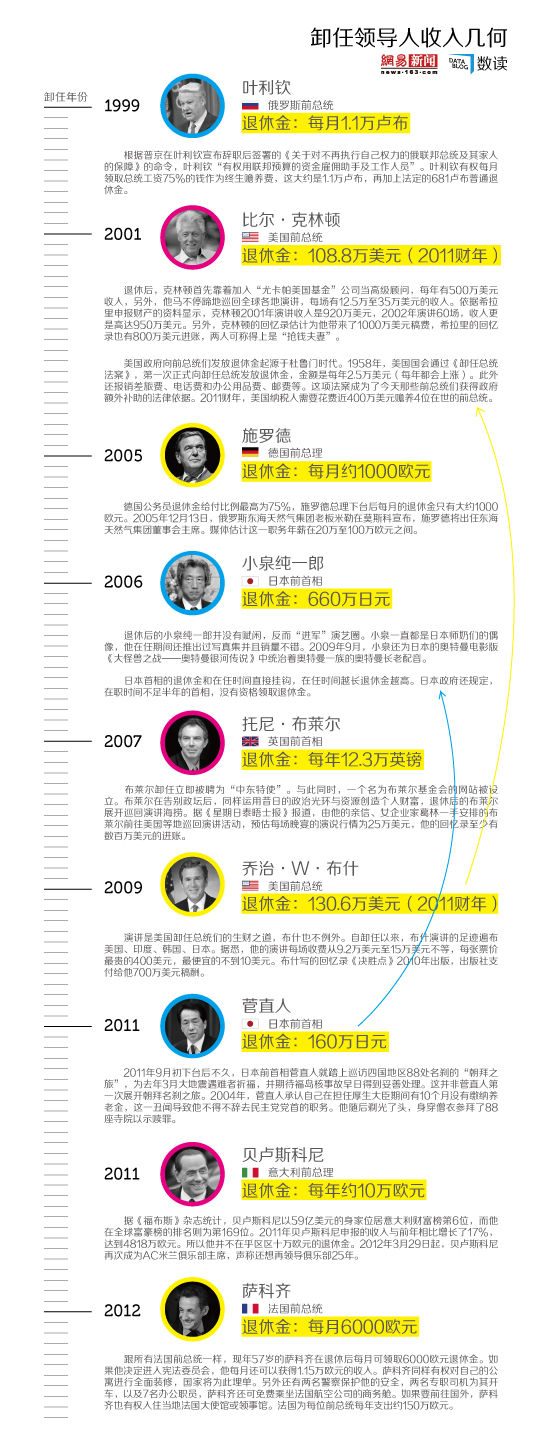 卸任领导人收入几何
網易 新闻
news·163·com
DATA
BLOG
数读
卸任年份
1999
叶利钦
俄罗斯前总统
退休金：每月1.1万卢布
根据普京在叶利钦宣布辞职后签署的《关于对不再执行自己权力的俄联邦总统及其家人
的保障》的命令，叶利钦“有权用联邦预算的资金雇佣助手及工作人员”。叶利钦有权每月
领取总统工资75%的钱作为终生赡养费，这大约是1.1万卢布，再加上法定的681卢布普通退
休金。
2001
比尔·克林顿
美国前总统
退休金：108.8万美元（2011财年）
退休后，克林顿首先靠着加入“尤卡帕美国基金”公司当高级顾问，每年有500万美元
收入，另外，他马不停蹄地巡回全球各地演讲，每场有12.5万至35万美元的收入。依据希拉
里申报财产的资料显示，克林顿2001年演讲收入是920万美元，2002年演讲60场，收入更
是高达950万美元。另外，克林顿的回忆录估计为他带来了1000万美元稿费，希拉里的回忆
录也有800万美元进账，两人可称得上是“抢钱夫妻”。
美国政府向前总统们发放退休金起源于杜鲁门时代。1958年，美国国会通过《卸任总统
法案》，第一次正式向卸任总统发放退休金，金额是每年2.5万美元（每年都会上涨）。此外
还报销差旅费、电话费和办公用品费、邮费等。这项法案成为了今天那些前总统们获得政府
额外补助的法律依据。2011财年，美国纳税人需要花费近400万美元赡养4位在世的前总统。
2005
施罗德
德国前总理
退休金：每月约1000欧元
德国公务员退休金给付比例最高为75%，施罗德总理下台后每月的退休金只有大约1000
欧元。2005年12月13日，俄罗斯东海天然气集团老板米勒在莫斯科宣布，施罗德将出任东海
天然气集团董事会主席。媒体估计这一职务年薪在20万至100万欧元之间。
2006
小泉纯一郎
日本前首相
退休金：660万日元
退休后的小泉纯一郎并没有赋闲，反而“进军”演艺圈。小泉一直都是日本师奶们的偶
像，他在任期间还推出过写真集并且销量不错。2009年9月，小泉还为日本的奥特曼电影版
《大怪兽之战——奥特曼银河传说》中统治着奥特曼一族的奥特曼长老配音。
日本首相的退休金和在任时间直接挂钩，在任时间越长退休金越高。日本政府还规定，
在职时间不足半年的首相，没有资格领取退休金。
2007
托尼·布莱尔
英国前首相
退休金：每年12.3万英镑
布莱尔卸任立即被聘为“中东特使”。与此同时，一个名为布莱尔基金会的网站被设
立。布莱尔在告别政坛后，同样运用昔日的政治光环与资源创造个人财富，退休后的布莱尔
展开巡回演讲海捞。据《星期日泰晤士报》报道，由他的亲信、女企业家葛林一手安排的布
莱尔前往美国等地巡回演讲活动，预估每场晚宴的演说行情为25万美元，他的回忆录至少有
数百万美元的进账。
2009
乔治·W·布什
美国前总统
退休金：130.6万美元（2011财年）
演讲是美国卸任总统们的生财之道，布什也不例外。自卸任以来，布什演讲的足迹遍布
美国、印度、韩国、日本。据悉，他的演讲每场收费从9.2万美元至15万美元不等，每张票价
最贵的400美元，最便宜的不到10美元。布什写的回忆录《决胜点》2010年出版，出版社支
付给他700万美元稿酬。
2011
菅直人
日本前首相
退休金：160万日元
2011年9月初下台后不久，日本前首相菅直人就踏上巡访四国地区88处名刹的“朝拜之
旅”，为去年3月大地震遇难者祈福，并期待福岛核事故早日得到妥善处理。这并非菅直人第
一次展开朝拜名刹之旅。2004年，菅直人承认自己在担任厚生大臣期间有10个月没有缴纳养
老金，这一丑闻导致他不得不辞去民主党党首的职务。他随后剃光了头，身穿僧衣参拜了88
座寺院以示赎罪。
2011
贝卢斯科尼
意大利前总理
退休金：每年约10万欧元
据《福布斯》杂志统计，贝卢斯科尼以59亿美元的身家位居意大利财富榜第6位，而他
在全球富豪榜的排名则为第169位。2011年贝卢斯科尼申报的收入与前年相比增长了17%，
达到4818万欧元。所以他并不在乎区区十万欧元的退休金。2012年3月29日起，贝卢斯科尼
再次成为AC米兰俱乐部主席，声称还想再领导俱乐部25年。
2012
萨科齐
法国前总统
退休金：每月6000欧元
跟所有法国前总统一样，现年57岁的萨科齐在退休后每月可领取6000欧元退休金。如
果他决定进入宪法委员会，他每月还可以获得1.15万欧元的收入。萨科齐同样有权对自己的公
寓进行全面装修，国家将为此埋单。另外还有两名警察保护他的安全，两名专职司机为其开
车，以及7名办公职员，萨科齐还可免费乘坐法国航空公司的商务舱。如果要前往国外，萨科
齐也有权入住当地法国大使馆或领事馆。法国为每位前总统每年支出约150万欧元。